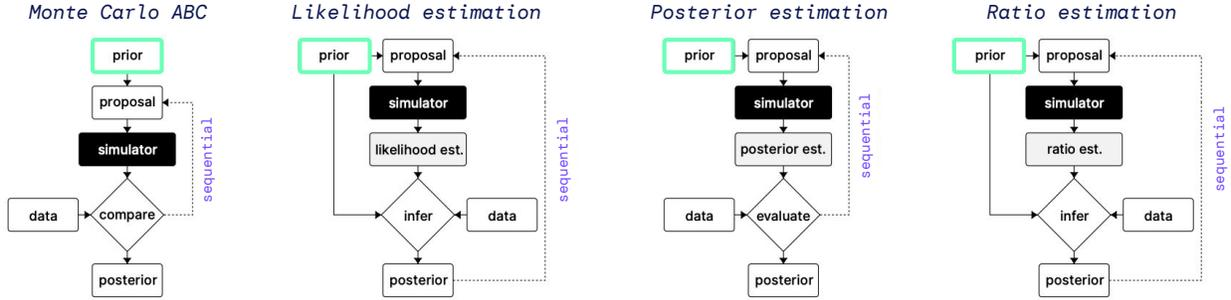 Monte Carlo ABC
prior
proposal
simulator
data
compare
posterior
sequential
Likelihood estimation
prior
proposal
simulator
likelihood est.
infer
data
posterior
sequential
Posterior estimation
prior
proposal
simulator
posterior est.
data
evaluate
posterior
sequential
Ratio estimation
prior
proposal
simulator
ratio est.
infer
data
posterior
sequential